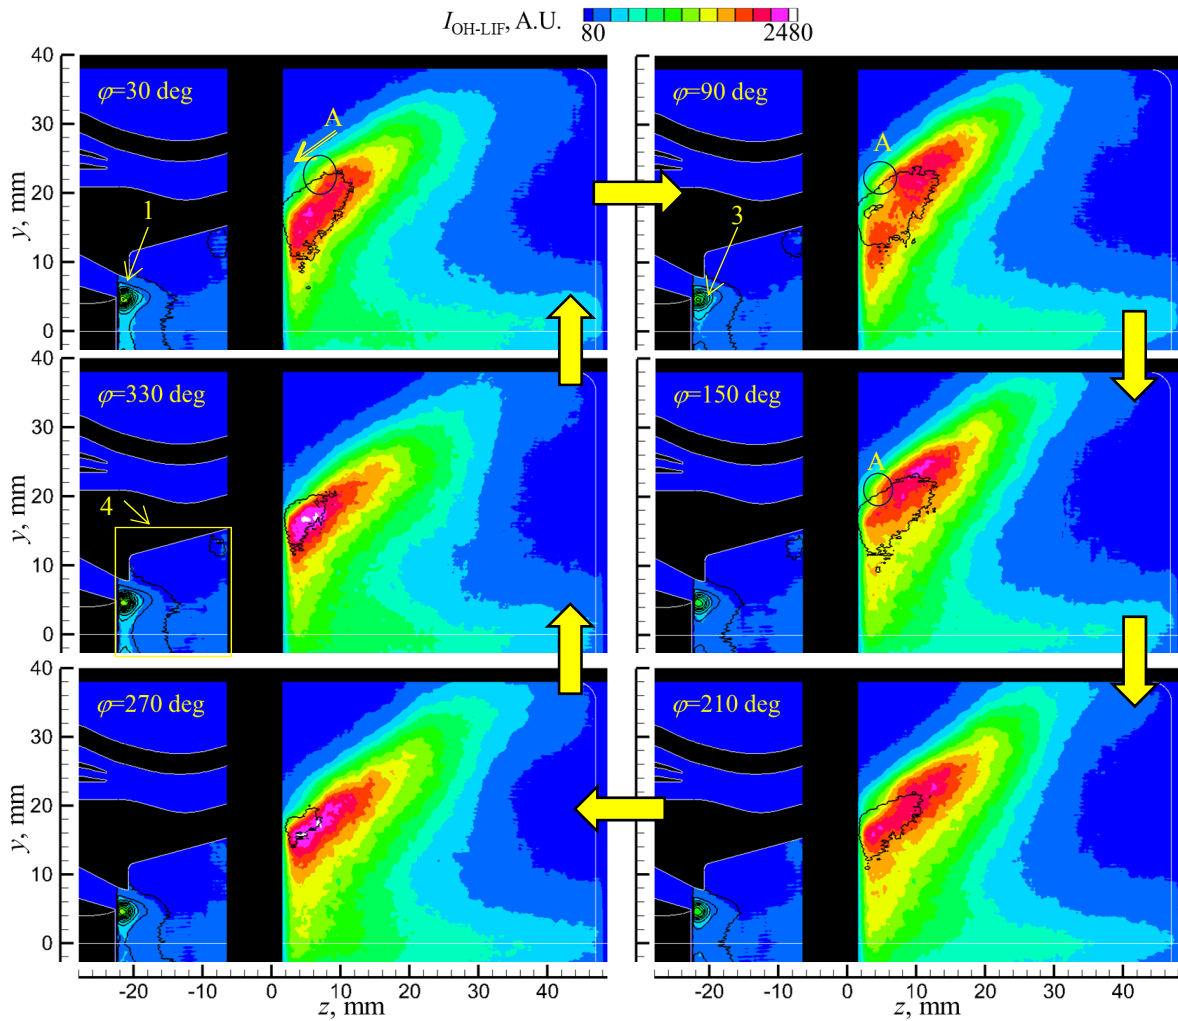 I_OH-LIF, A.U.
80 2480
40
30
20
10
0
y, mm
φ=30 deg
A
1
φ=90 deg
A
3
40
30
20
10
0
y, mm
φ=330 deg
4
φ=150 deg
A
40
30
20
10
0
y, mm
φ=270 deg
φ=210 deg
-20 -10 0 10 20 30 40
z, mm
-20 -10 0 10 20 30 40
z, mm